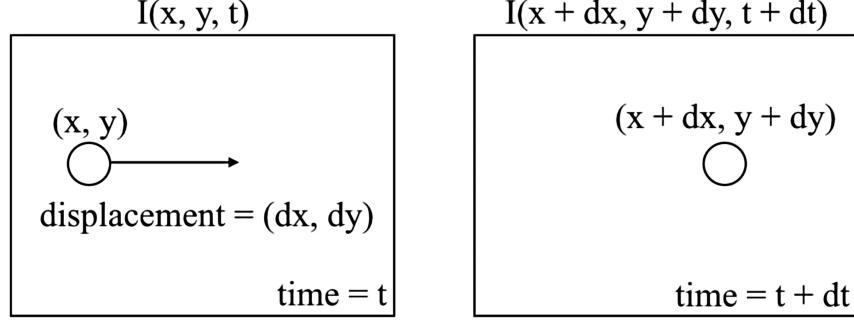 I(x, y, t)
(x, y)
displacement = (dx, dy)
time = t
I(x + dx, y + dy, t + dt)
(x + dx, y + dy)
time = t + dt